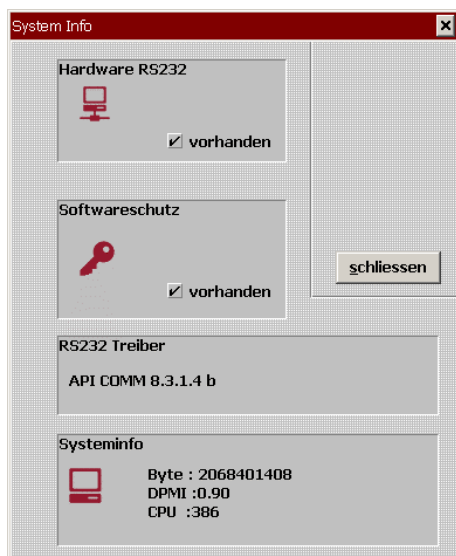 System Info
Hardware RS232
vorhanden
Softwareschutz
vorhanden
schliessen
RS232 Treiber
API COMM 8.3.1.4 b
Systeminfo
Byte : 2068401408
DPMI :0.90
CPU :386